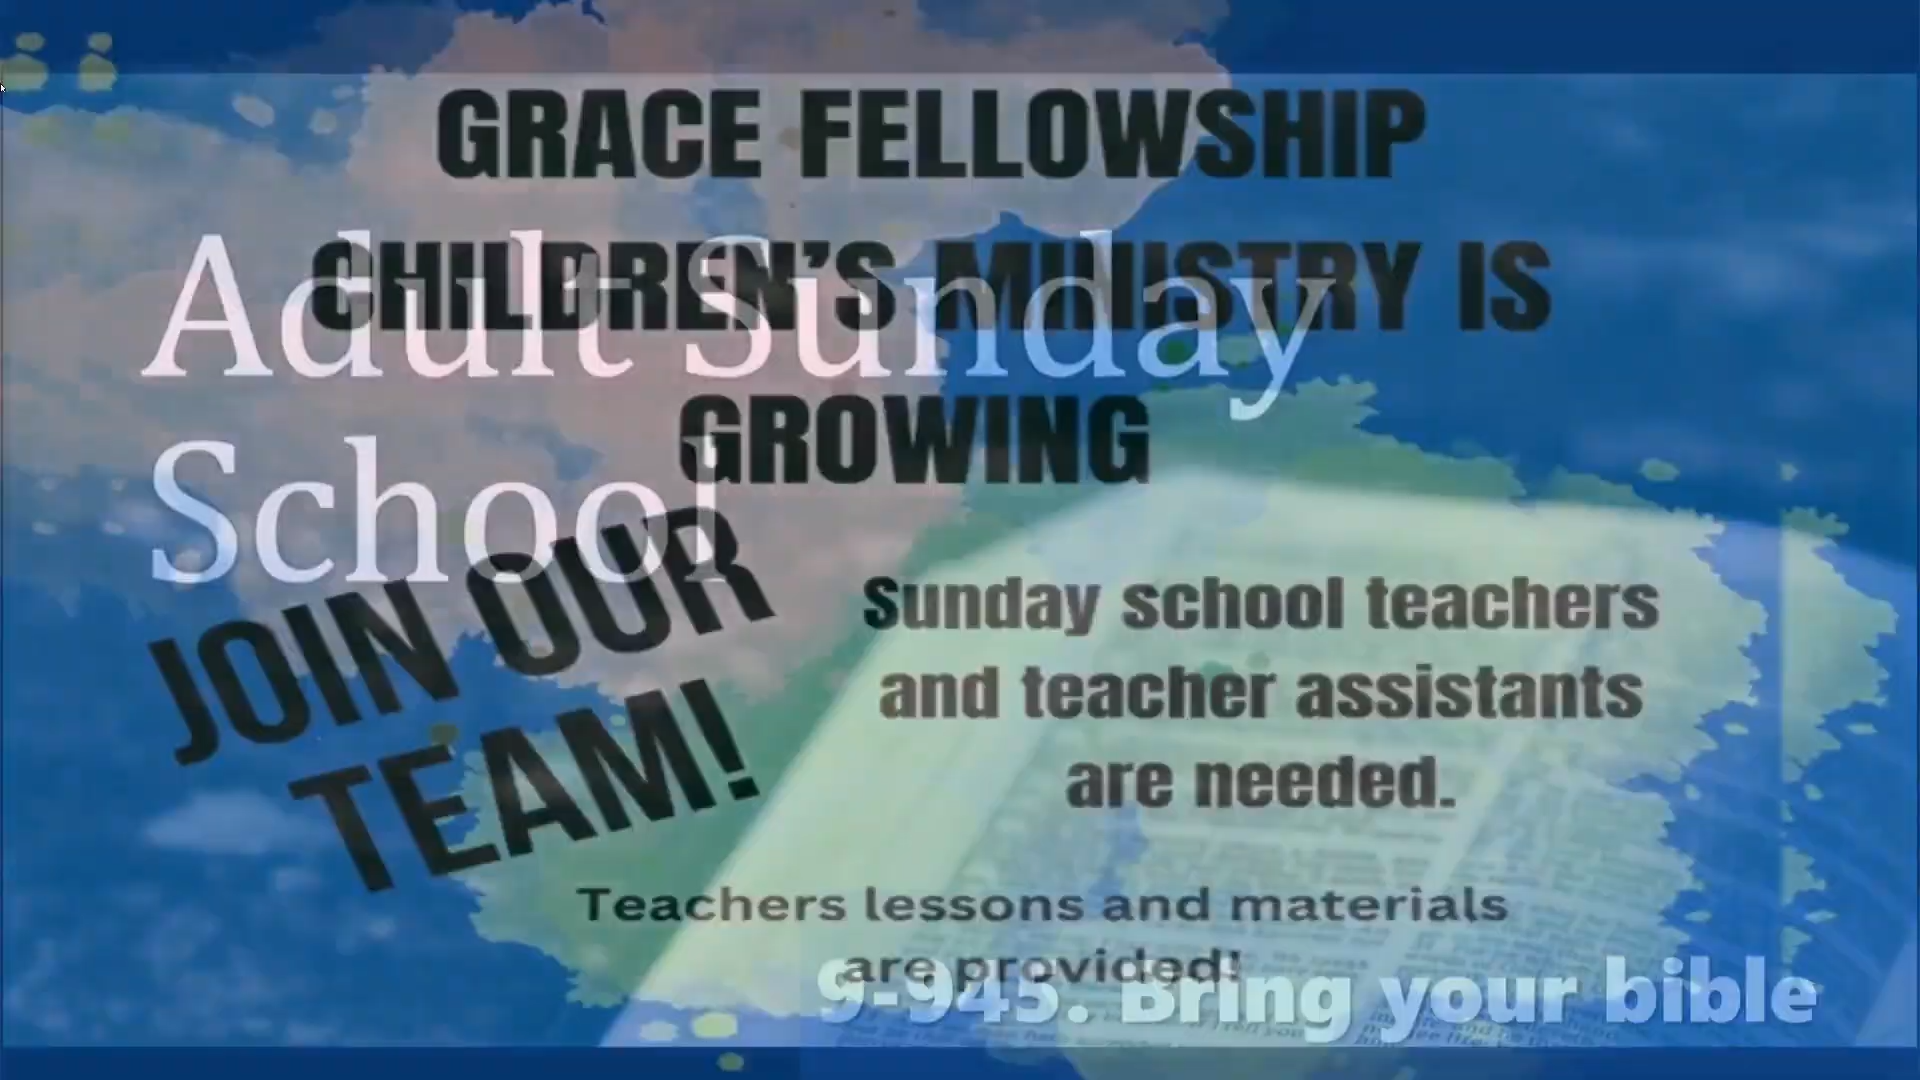 GRACE FELLOWSHIP
CHILDREN'S MINISTRY IS
GROWING
Adult Sunday
School
JOIN OUR
TEAM!
Sunday school teachers
and teacher assistants
are needed.
Teachers lessons and materials
are provided!
9-945. Bring your bible